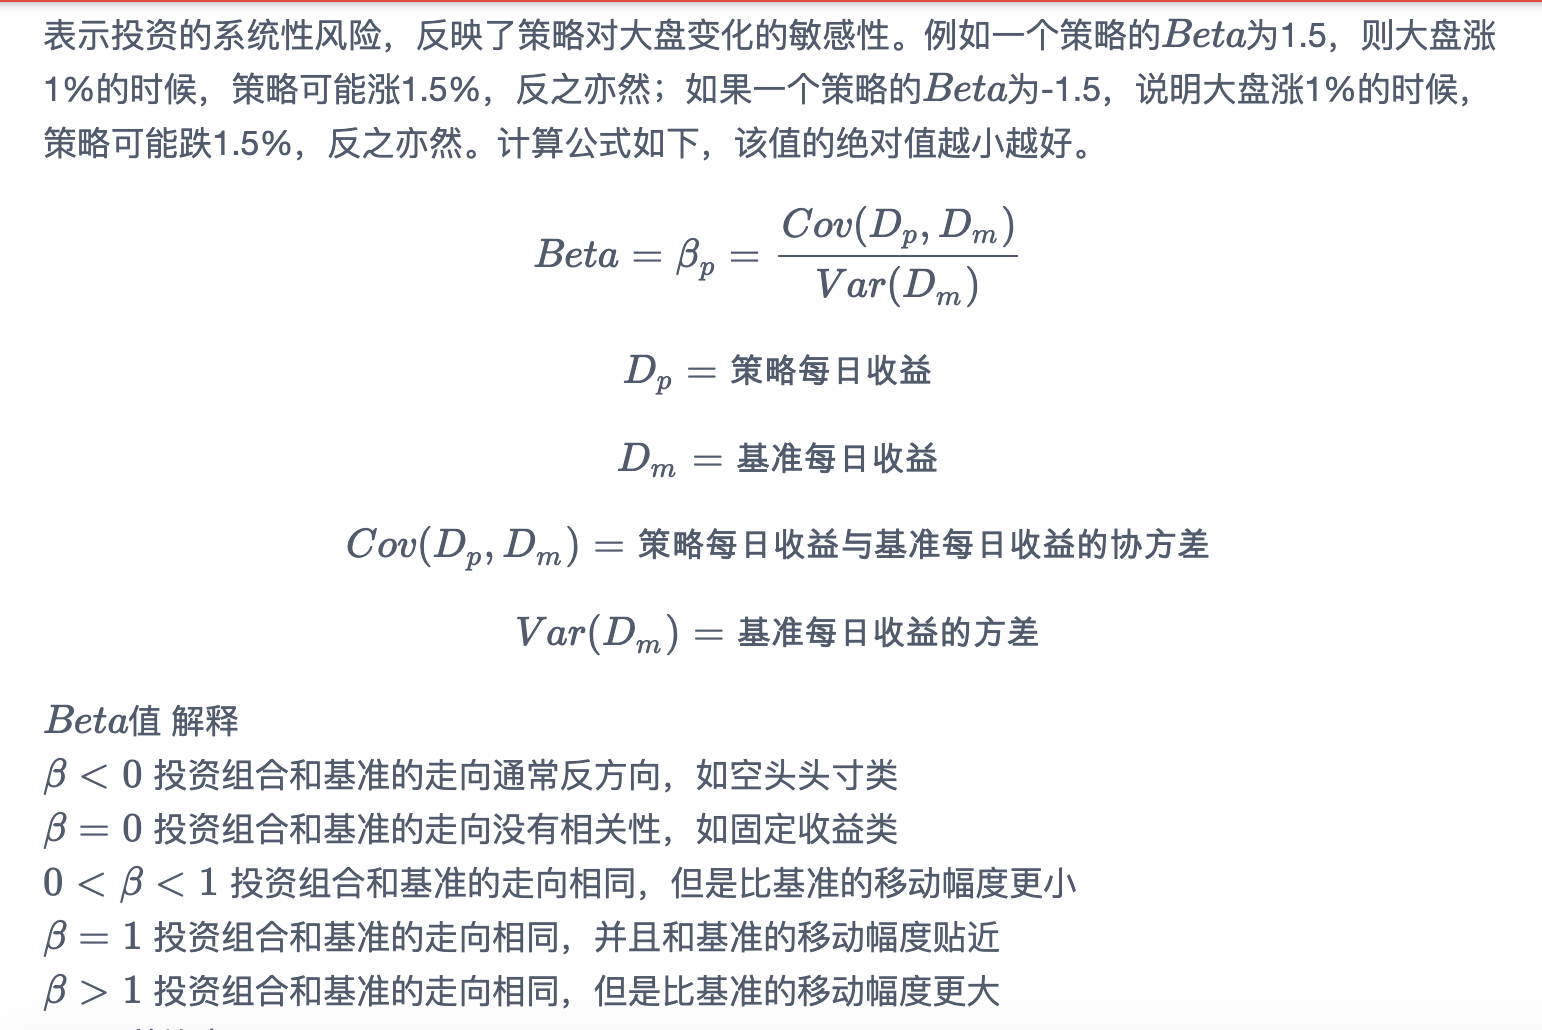 表示投资的系统性风险，反映了策略对大盘变化的敏感性。例如一个策略的Beta为1.5，则大盘涨
1%的时候，策略可能涨1.5%，反之亦然；如果一个策略的Beta为-1.5，说明大盘涨1%的时候，
策略可能跌1.5%，反之亦然。计算公式如下，该值的绝对值越小越好。
Beta = β_p = Cov(D_p, D_m) / Var(D_m)
D_p = 策略每日收益
D_m = 基准每日收益
Cov(D_p, D_m) = 策略每日收益与基准每日收益的协方差
Var(D_m) = 基准每日收益的方差
Beta值 解释
β < 0 投资组合和基准的走向通常反方向，如空头头寸类
β = 0 投资组合和基准的走向没有相关性，如固定收益类
0 < β < 1 投资组合和基准的走向相同，但是比基准的移动幅度更小
β = 1 投资组合和基准的走向相同，并且和基准的移动幅度贴近
β > 1 投资组合和基准的走向相同，但是比基准的移动幅度更大